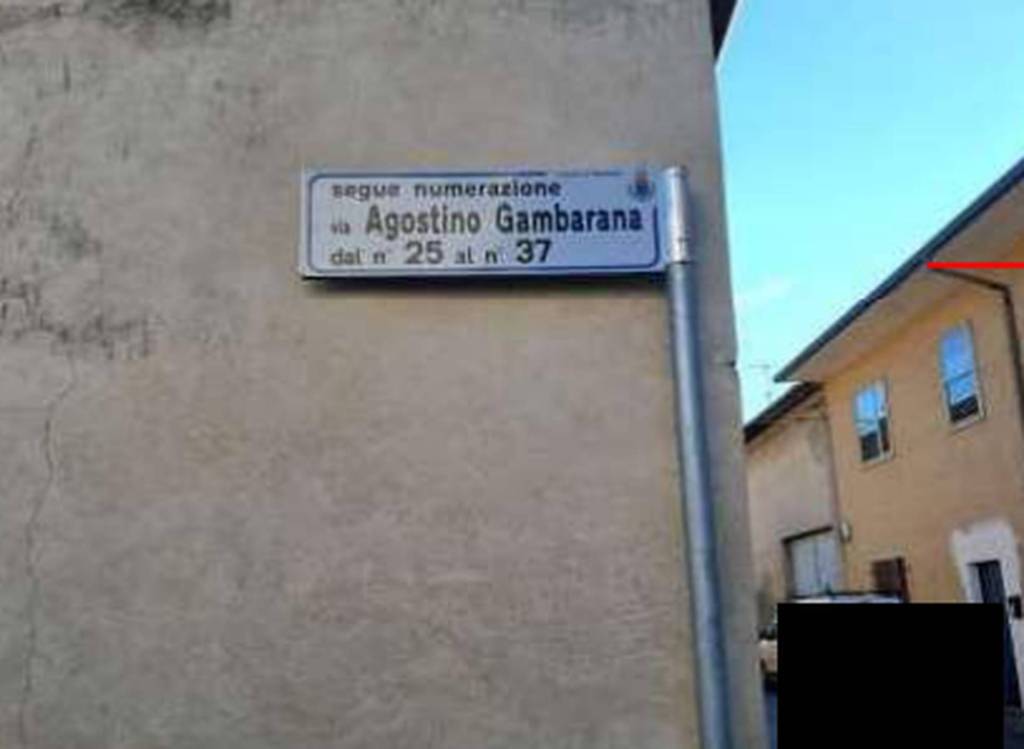 segue numerazione
via Agostino Gambarana
dal n° 25 al n° 37